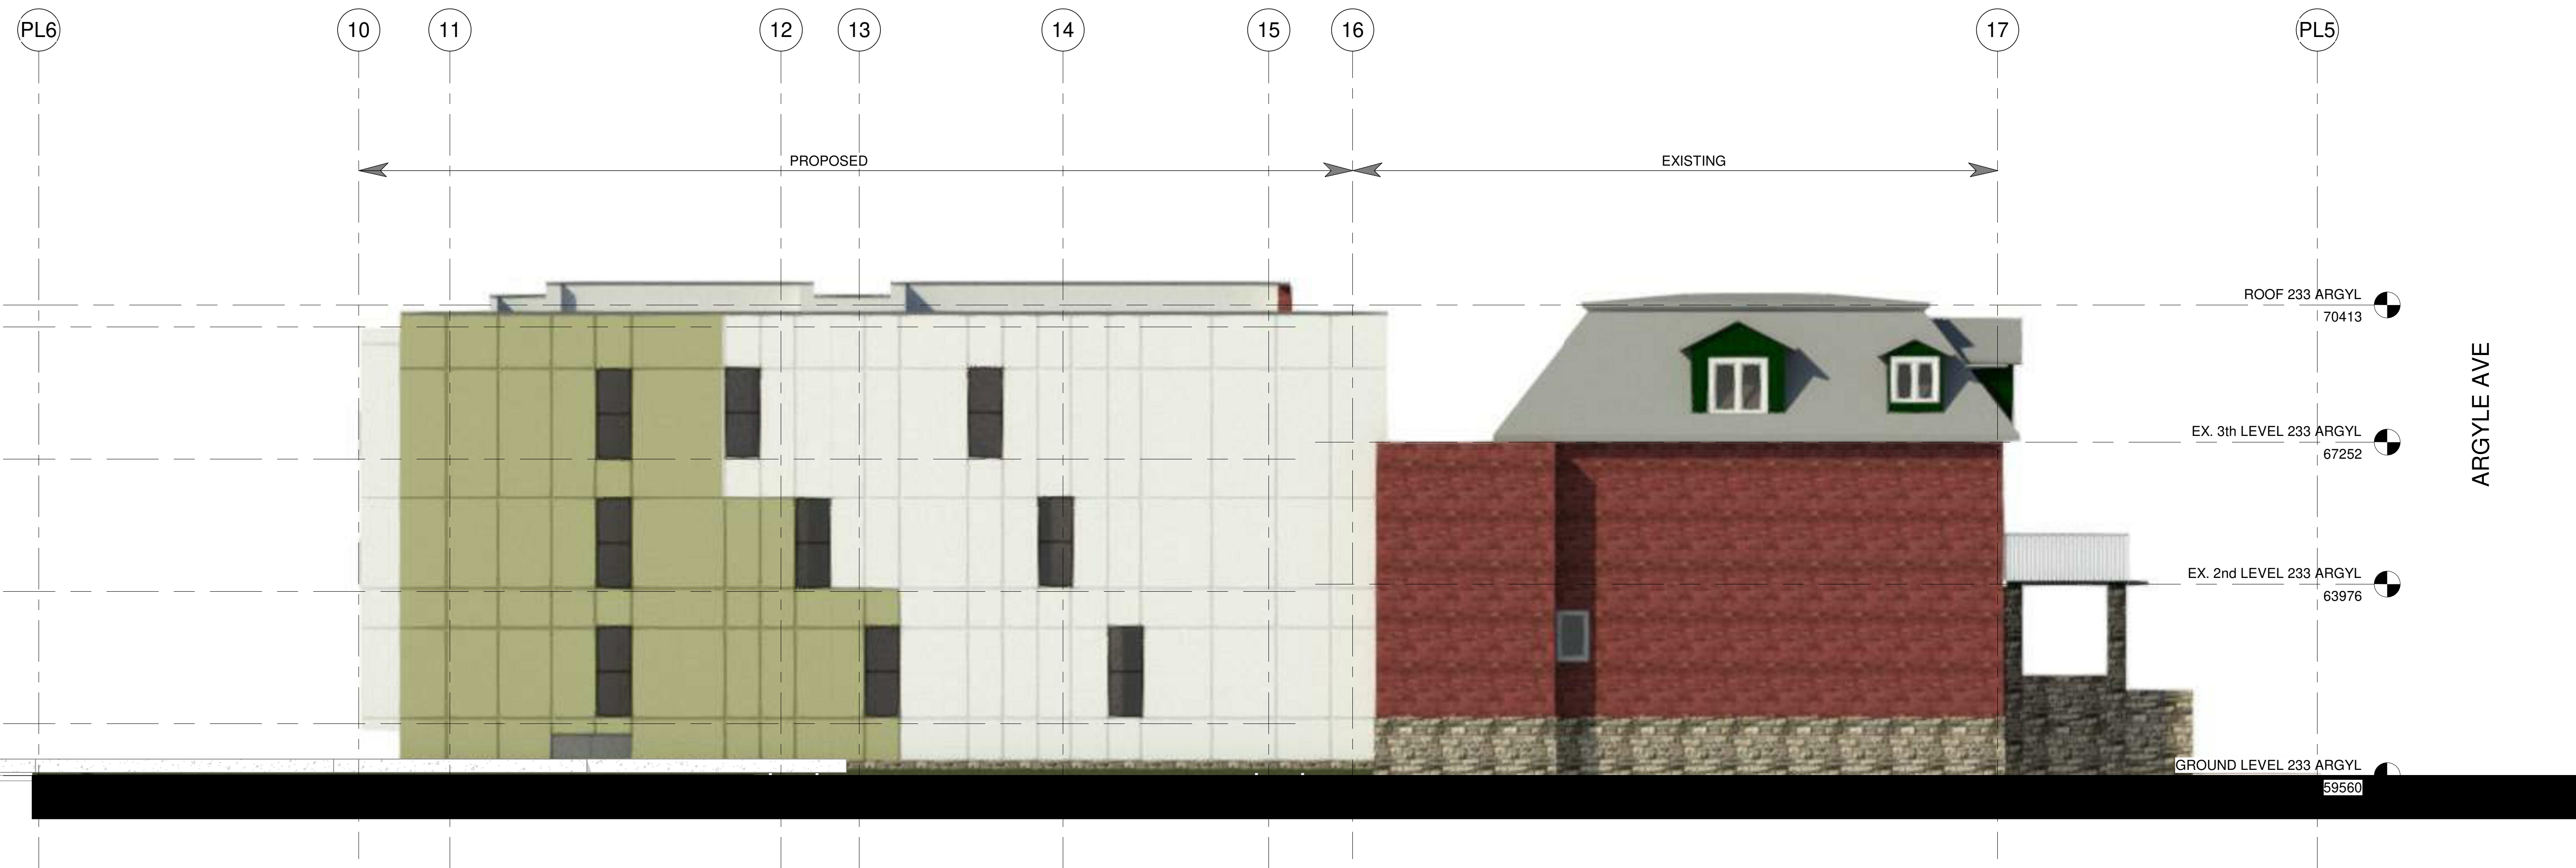 PL6
10
11
12
13
14
15
16
17
PL5
PROPOSED
EXISTING
ROOF 233 ARGYL
70413
EX. 3th LEVEL 233 ARGYL
67252
EX. 2nd LEVEL 233 ARGYL
63976
GROUND LEVEL 233 ARGYL
59560
ARGYLE AVE